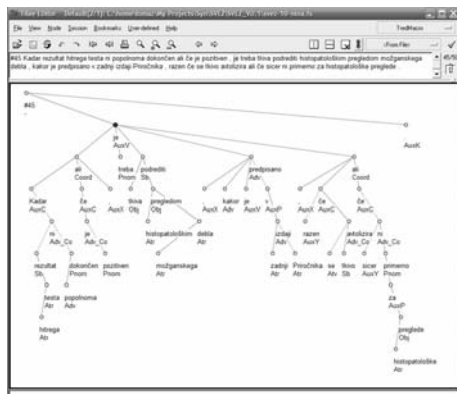 File View Node Session Bookmarks User-defined Help
TredMacro
#45 Kadar rezultat hitrega testa ni popolnoma dokončen ali če je pozitiven , je treba tkiva podrediti histopatološkim pregledom možganskega
debla , kakor je predpisano v zadnji izdaji Priročnika , razen če se tkivo avtolizira ali če sicer ni primerno za histopatološke preglede .
#45
je
AuxV
AuxK
ali
Coord
treba
Pnom
podrediti
Sb
predpisano
Adv
ali
Coord
Kadar
AuxC
če
AuxC
,
AuxX
tkiva
Obj
pregledom
Obj
,
AuxX
kakor
Adv
je
AuxV
v
AuxP
,
AuxX
če
AuxC
če
AuxC
ni
Adv_Co
je
Adv_Co
histopatološkim
Atr
debla
Atr
izdaji
Adv
razen
AuxY
Adv_Co
ni
Adv_Co
rezultat
Sb
dokončen
Pnom
pozitiven
Pnom
možganskega
Atr
zadnji
Atr
Priročnika
Atr
se
AuxT
tkivo
Sb
sicer
AuxY
primerno
Pnom
testa
Atr
popolnoma
Adv
za
AuxP
hitrega
Atr
preglede
Obj
histopatološke
Atr